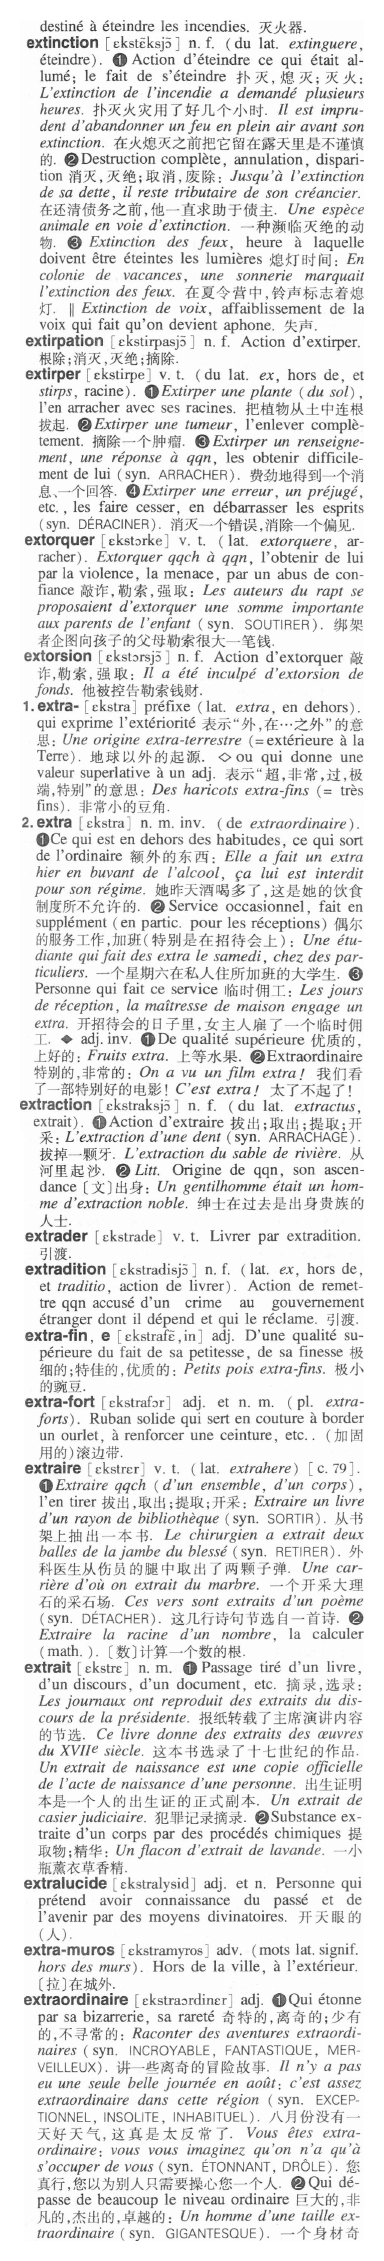 destiné à éteindre les incendies. 灭火器.
extinction [ɛkstɛ̃ksjɔ̃] n. f. (du lat. extinguere,
éteindre). ❶ Action d'éteindre ce qui était al-
lumé; le fait de s'éteindre 扑灭,熄灭; 灭火:
L'extinction de l'incendie a demandé plusieurs
heures. 扑灭火灾用了好几个小时. Il est impru-
dent d'abandonner un feu en plein air avant son
extinction. 在火熄灭之前把它留在露天里是不谨慎
的. ❷ Destruction complète, annulation, dispari-
tion 消灭,灭绝;取消,废除: Jusqu'à l'extinction
de sa dette, il reste tributaire de son créancier.
在还清债务之前,他一直求助于债主. Une espèce
animale en voie d'extinction. 一种濒临灭绝的动
物. ❸ Extinction des feux, heure à laquelle
doivent être éteintes les lumières 熄灯时间: En
colonie de vacances, une sonnerie marquait
l'extinction des feux. 在夏令营中,铃声标志着熄
灯. ‖ Extinction de voix, affaiblissement de la
voix qui fait qu'on devient aphone. 失声.
extirpation [ɛkstirpasjɔ̃] n. f. Action d'extirper.
根除;消灭,灭绝;摘除.
extirper [ɛkstirpe] v. t. (du lat. ex, hors de, et
stirps, racine). ❶ Extirper une plante (du sol),
l'en arracher avec ses racines. 把植物从土中连根
拔起. ❷ Extirper une tumeur, l'enlever complè-
tement. 摘除一个肿瘤. ❸ Extirper un renseigne-
ment, une réponse à qqn, les obtenir difficile-
ment de lui (syn. ARRACHER). 费劲地得到一个消
息、一个回答. ❹ Extirper une erreur, un préjugé,
etc., les faire cesser, en débarrasser les esprits
(syn. DÉRACINER). 消灭一个错误,消除一个偏见.
extorquer [ɛkstɔrke] v. t. (lat. extorquere, ar-
racher). Extorquer qqch à qqn, l'obtenir de lui
par la violence, la menace, par un abus de con-
fiance 敲诈,勒索,强取: Les auteurs du rapt se
proposaient d'extorquer une somme importante
aux parents de l'enfant (syn. SOUTIRER). 绑架
者企图向孩子的父母勒索很大一笔钱.
extorsion [ɛkstɔrsjɔ̃] n. f. Action d'extorquer 敲
诈,勒索,强取: Il a été inculpé d'extorsion de
fonds. 他被控告勒索钱财.
1. extra- [ɛkstra] préfixe (lat. extra, en dehors).
qui exprime l'extériorité 表示“外,在…之外”的意
思: Une origine extra-terrestre (= extérieure à la
Terre). 地球以外的起源. ◇ ou qui donne une
valeur superlative à un adj. 表示“超,非常,过,极
端,特别”的意思: Des haricots extra-fins (= très
fins). 非常小的豆角.
2. extra [ɛkstra] n. m. inv. (de extraordinaire).
❶ Ce qui est en dehors des habitudes, ce qui sort
de l'ordinaire 额外的东西: Elle a fait un extra
hier en buvant de l'alcool, ça lui est interdit
pour son régime. 她昨天酒喝多了,这是她的饮食
制度所不允许的. ❷ Service occasionnel, fait en
supplément (en partic. pour les réceptions) 偶尔
的服务工作,加班(特别是在招待会上): Une étu-
diante qui fait des extra le samedi, chez des par-
ticuliers. 一个星期六在私人住所加班的大学生. ❸
Personne qui fait ce service 临时佣工: Les jours
de réception, la maîtresse de maison engage un
extra. 开招待会的日子里,女主人雇了一个临时佣
工. ◆ adj. inv. ❶ De qualité supérieure 优质的,
上好的: Fruits extra. 上等水果. ❷ Extraordinaire
特别的,非常的: On a vu un film extra! 我们看
了一部特别好的电影! C'est extra! 太了不起了!
extraction [ɛkstraksjɔ̃] n. f. (du lat. extractus,
extrait). ❶ Action d'extraire 拔出;取出;提取;开
采: L'extraction d'une dent (syn. ARRACHAGE).
拔掉一颗牙. L'extraction du sable de rivière. 从
河里起沙. ❷ Litt. Origine de qqn, son ascen-
dance 〔文〕出身: Un gentilhomme était un hom-
me d'extraction noble. 绅士在过去是出身贵族的
人士.
extrader [ɛkstrade] v. t. Livrer par extradition.
引渡.
extradition [ɛkstradisjɔ̃] n. f. (lat. ex, hors de,
et traditio, action de livrer). Action de remet-
tre qqn accusé d'un crime au gouvernement
étranger dont il dépend et qui le réclame. 引渡.
extra-fin, e [ɛkstrafɛ̃, in] adj. D'une qualité su-
périeure du fait de sa petitesse, de sa finesse 极
细的;特佳的,优质的: Petits pois extra-fins. 极小
的豌豆.
extra-fort [ɛkstrafɔr] adj. et n. m. (pl. extra-
forts). Ruban solide qui sert en couture à border
un ourlet, à renforcer une ceinture, etc.. (加固
用的)滚边带.
extraire [ɛkstrɛr] v. t. (lat. extrahere) [c. 79].
❶ Extraire qqch (d'un ensemble, d'un corps),
l'en tirer 拔出,取出;提取;开采: Extraire un livre
d'un rayon de bibliothèque (syn. SORTIR). 从书
架上抽出一本书. Le chirurgien a extrait deux
balles de la jambe du blessé (syn. RETIRER). 外
科医生从伤员的腿中取出了两颗子弹. Une car-
rière d'où on extrait du marbre. 一个开采大理
石的采石场. Ces vers sont extraits d'un poème
(syn. DÉTACHER). 这几行诗句节选自一首诗. ❷
Extraire la racine d'un nombre, la calculer
(math.). 〔数〕计算一个数的根.
extrait [ɛkstrɛ] n. m. ❶ Passage tiré d'un livre,
d'un discours, d'un document, etc. 摘录,选录:
Les journaux ont reproduit des extraits du dis-
cours de la présidente. 报纸转载了主席演讲内容
的节选. Ce livre donne des extraits des œuvres
du XVIIe siècle. 这本书选录了十七世纪的作品.
Un extrait de naissance est une copie officielle
de l'acte de naissance d'une personne. 出生证明
本是一个人的出生证的正式副本. Un extrait de
casier judiciaire. 犯罪记录摘录. ❷ Substance ex-
traite d'un corps par des procédés chimiques 提
取物;精华: Un flacon d'extrait de lavande. 一小
瓶薰衣草香精.
extralucide [ɛkstralysid] adj. et n. Personne qui
prétend avoir connaissance du passé et de
l'avenir par des moyens divinatoires. 开天眼的
(人).
extra-muros [ɛkstramyros] adv. (mots lat. signif.
hors des murs). Hors de la ville, à l'extérieur.
〔拉〕在城外.
extraordinaire [ɛkstraɔrdinɛr] adj. ❶ Qui étonne
par sa bizarrerie, sa rareté 奇特的,离奇的;少有
的,不寻常的: Raconter des aventures extraordi-
naires (syn. INCROYABLE, FANTASTIQUE, MER-
VEILLEUX). 讲一些离奇的冒险故事. Il n'y a pas
eu une seule belle journée en août: c'est assez
extraordinaire dans cette région (syn. EXCEP-
TIONNEL, INSOLITE, INHABITUEL). 八月份没有一
天好天气,这真是太反常了. Vous êtes extra-
ordinaire: vous vous imaginez qu'on n'a qu'à
s'occuper de vous (syn. ÉTONNANT, DRÔLE). 您
真行,您以为别人只需要操心您一个人. ❷ Qui dé-
passe de beaucoup le niveau ordinaire 巨大的,非
凡的,杰出的,卓越的: Un homme d'une taille ex-
traordinaire (syn. GIGANTESQUE). 一个身材奇